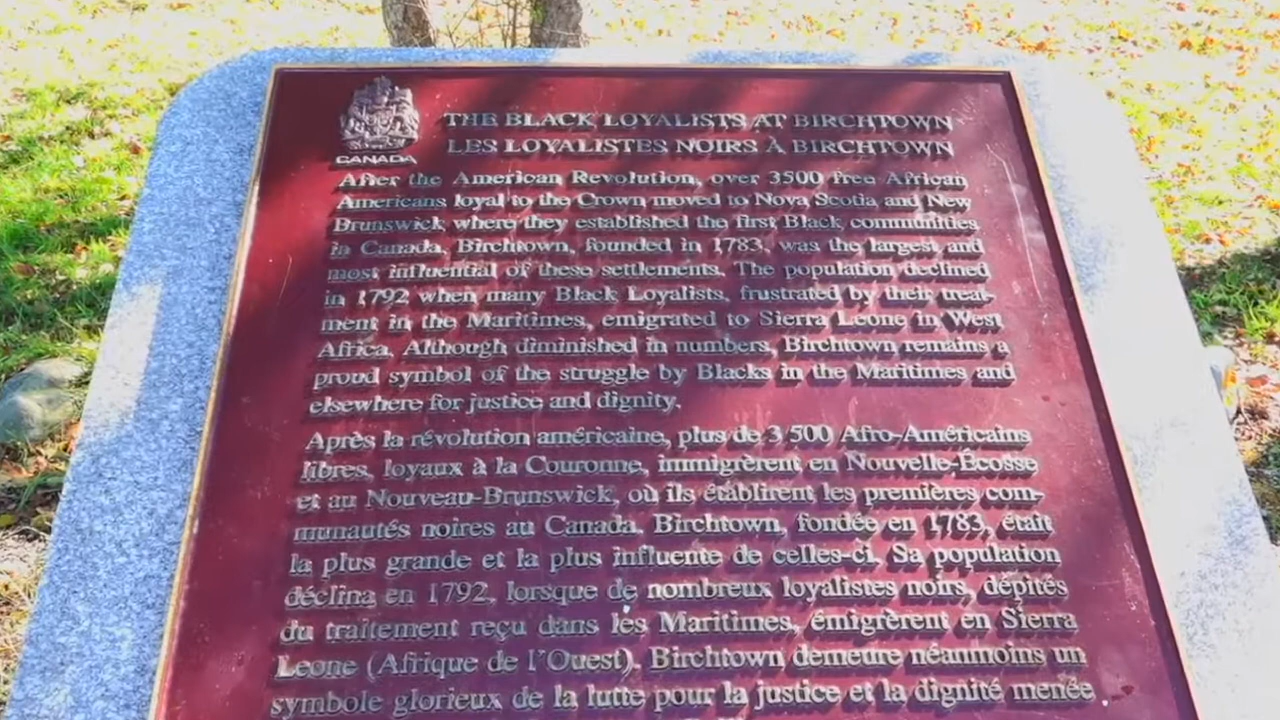 CANADA
THE BLACK LOYALISTS AT BIRCHTOWN
LES LOYALISTES NOIRS À BIRCHTOWN
After the American Revolution, over 3500 free African
Americans loyal to the Crown moved to Nova Scotia and New
Brunswick where they established the first Black communities
in Canada. Birchtown, founded in 1783, was the largest and
most influential of these settlements. The population declined
in 1792 when many Black Loyalists, frustrated by their treat-
ment in the Maritimes, emigrated to Sierra Leone in West
Africa. Although diminished in numbers, Birchtown remains a
proud symbol of the struggle by Blacks in the Maritimes and
elsewhere for justice and dignity.
Après la révolution américaine, plus de 3 500 Afro-Américains
libres, loyaux à la Couronne, immigrèrent en Nouvelle-Écosse
et au Nouveau-Brunswick, où ils établirent les premières com-
munautés noires au Canada. Birchtown, fondée en 1783, était
la plus grande et la plus influente de celles-ci. Sa population
déclina en 1792, lorsque de nombreux loyalistes noirs, dépités
du traitement reçu dans les Maritimes, émigrèrent en Sierra
Leone (Afrique de l'Ouest). Birchtown demeure néanmoins un
symbole glorieux de la lutte pour la justice et la dignité menée